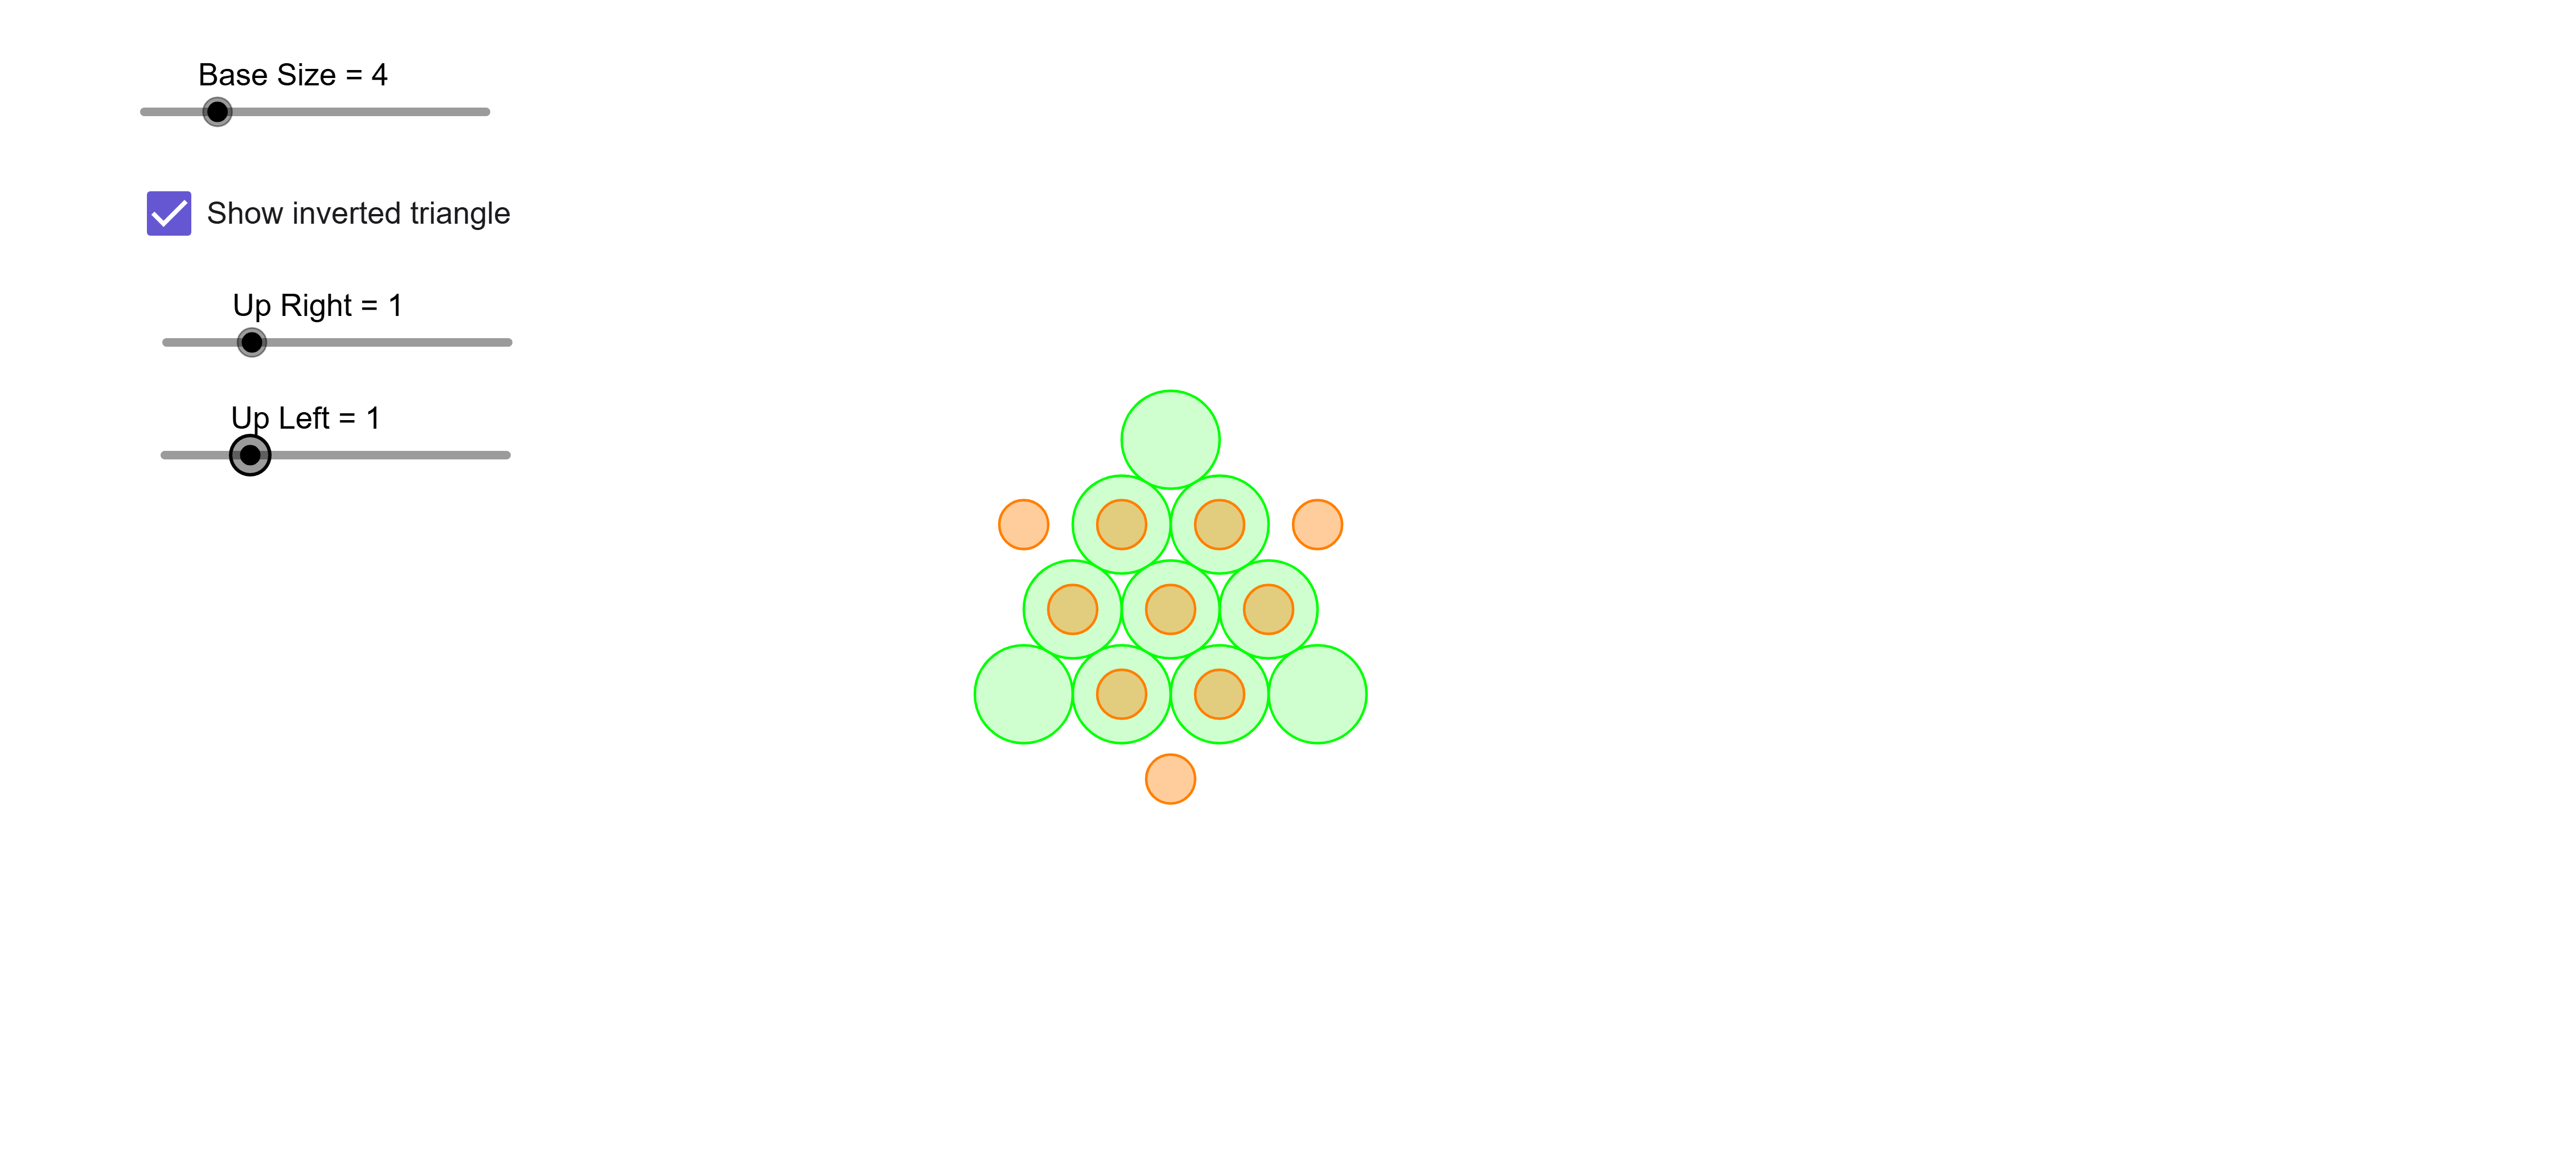 Base Size = 4
Show inverted triangle
Up Right = 1
Up Left = 1